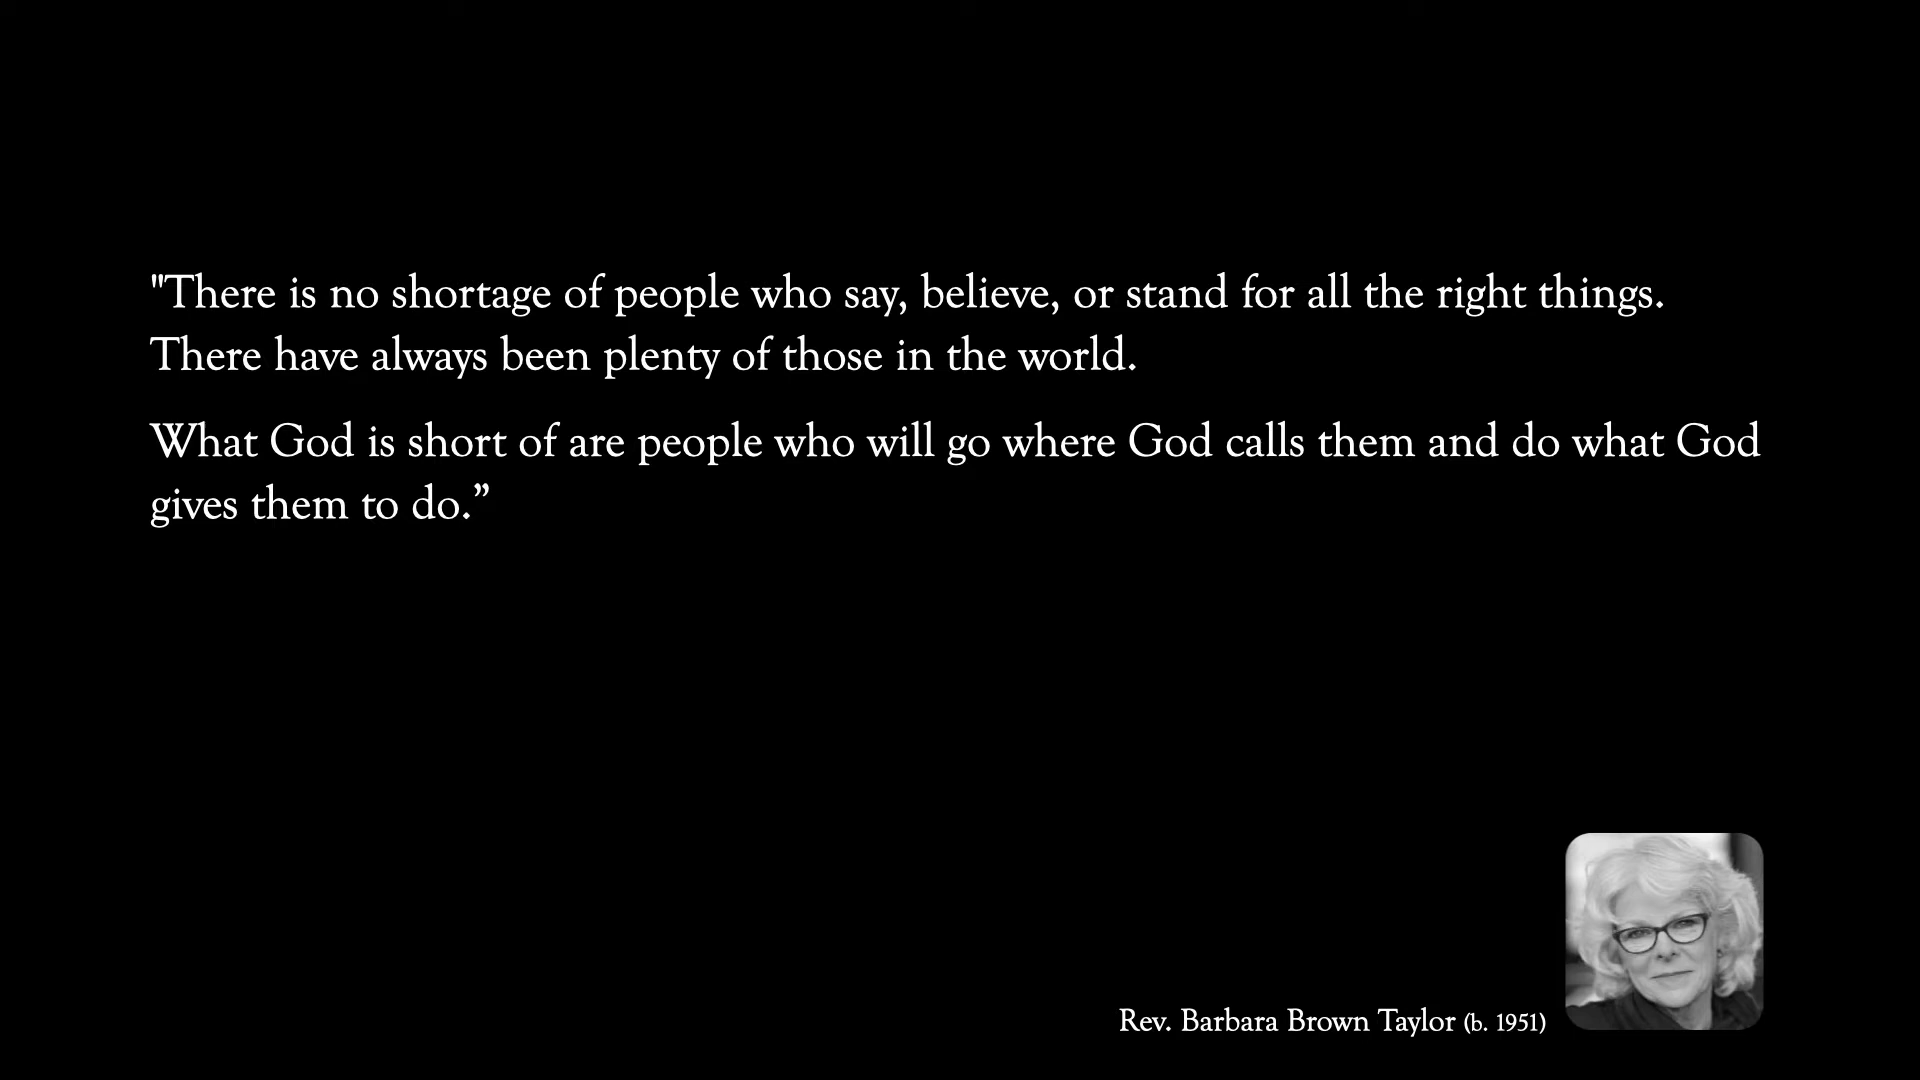 "There is no shortage of people who say, believe, or stand for all the right things.
There have always been plenty of those in the world.
What God is short of are people who will go where God calls them and do what God
gives them to do.”
Rev. Barbara Brown Taylor (b. 1951)